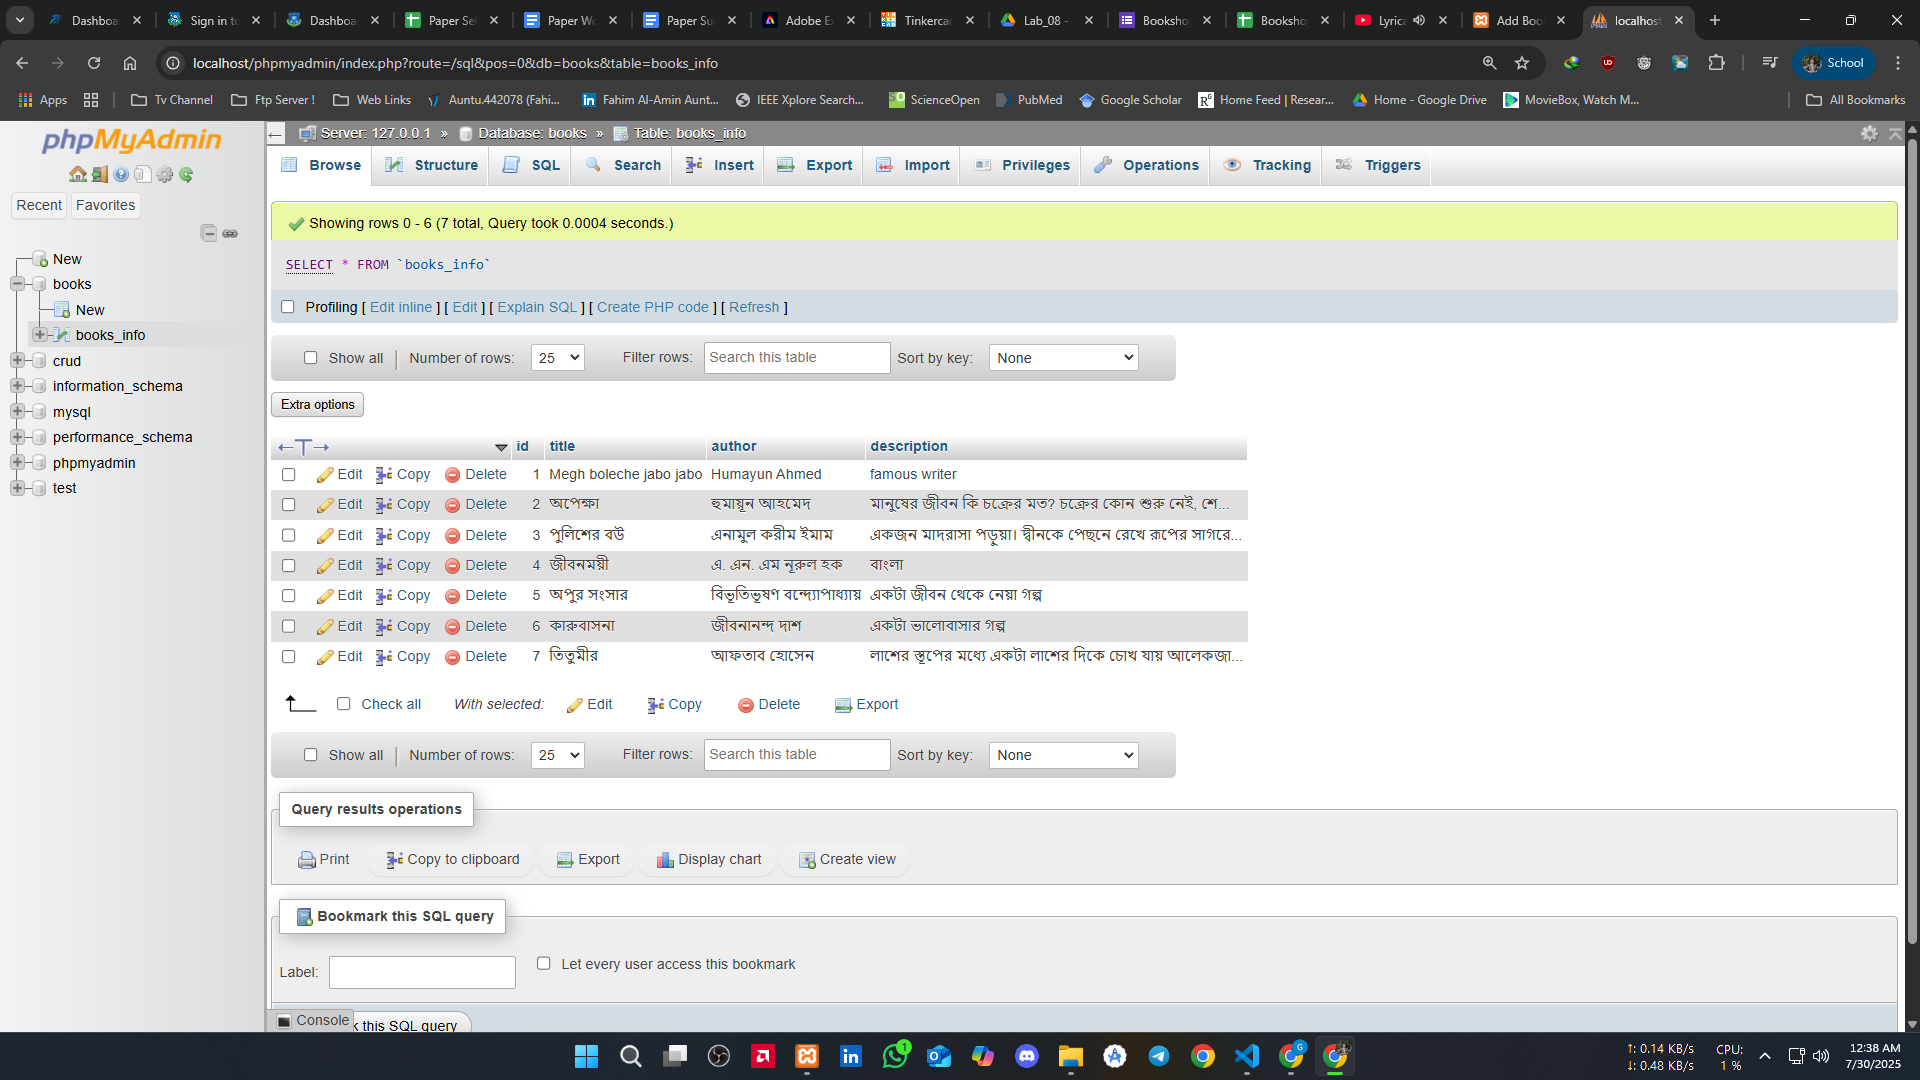 Dashboa
Sign in to
Dashboa
Paper Sel
Paper Wo
Paper Su
Adobe Ex
Tinkercad
Lab_08 -
Booksho
Booksho
Lyrica
Add Boo
localhost
localhost/phpmyadmin/index.php?route=/sql&pos=0&db=books&table=books_info
School
Apps
Tv Channel
Ftp Server !
Web Links
Auntu.442078 (Fahi...
Fahim Al-Amin Aunt...
IEEE Xplore Search...
ScienceOpen
PubMed
Google Scholar
Home Feed | Resear...
Home - Google Drive
MovieBox, Watch M...
All Bookmarks
phpMyAdmin
Recent
Favorites
New
books
New
books_info
crud
information_schema
mysql
performance_schema
phpmyadmin
test
Server: 127.0.0.1 » Database: books » Table: books_info
Browse
Structure
SQL
Search
Insert
Export
Import
Privileges
Operations
Tracking
Triggers
Showing rows 0 - 6 (7 total, Query took 0.0004 seconds.)
SELECT * FROM `books_info`
Profiling [ Edit inline ] [ Edit ] [ Explain SQL ] [ Create PHP code ] [ Refresh ]
Show all | Number of rows: 25 Filter rows: Search this table Sort by key: None
Extra options
id title author description
Edit Copy Delete 1 Megh boleche jabo jabo Humayun Ahmed famous writer
Edit Copy Delete 2 অপেক্ষা হুমায়ূন আহমেদ মানুষের জীবন কি চক্রের মত? চক্রের কোন শুরু নেই, শে...
Edit Copy Delete 3 পুলিশের বউ এনামুল করীম ইমাম একজন মাদরাসা পড়ুয়া। দ্বীনকে পেছনে রেখে রূপের সাগরে...
Edit Copy Delete 4 জীবনময়ী এ. এন. এম নূরুল হক বাংলা
Edit Copy Delete 5 অপুর সংসার বিভূতিভূষণ বন্দ্যোপাধ্যায় একটা জীবন থেকে নেয়া গল্প
Edit Copy Delete 6 কারুবাসনা জীবনানন্দ দাশ একটা ভালোবাসার গল্প
Edit Copy Delete 7 তিতুমীর আফতাব হোসেন লাশের স্তূপের মধ্যে একটা লাশের দিকে চোখ যায় আলেকজা...
Check all With selected: Edit Copy Delete Export
Show all | Number of rows: 25 Filter rows: Search this table Sort by key: None
Query results operations
Print Copy to clipboard Export Display chart Create view
Bookmark this SQL query
Label: Let every user access this bookmark
Console
k this SQL query
1
G
↑: 0.14 KB/s
↓: 0.48 KB/s
CPU:
1 %
12:38 AM
7/30/2025